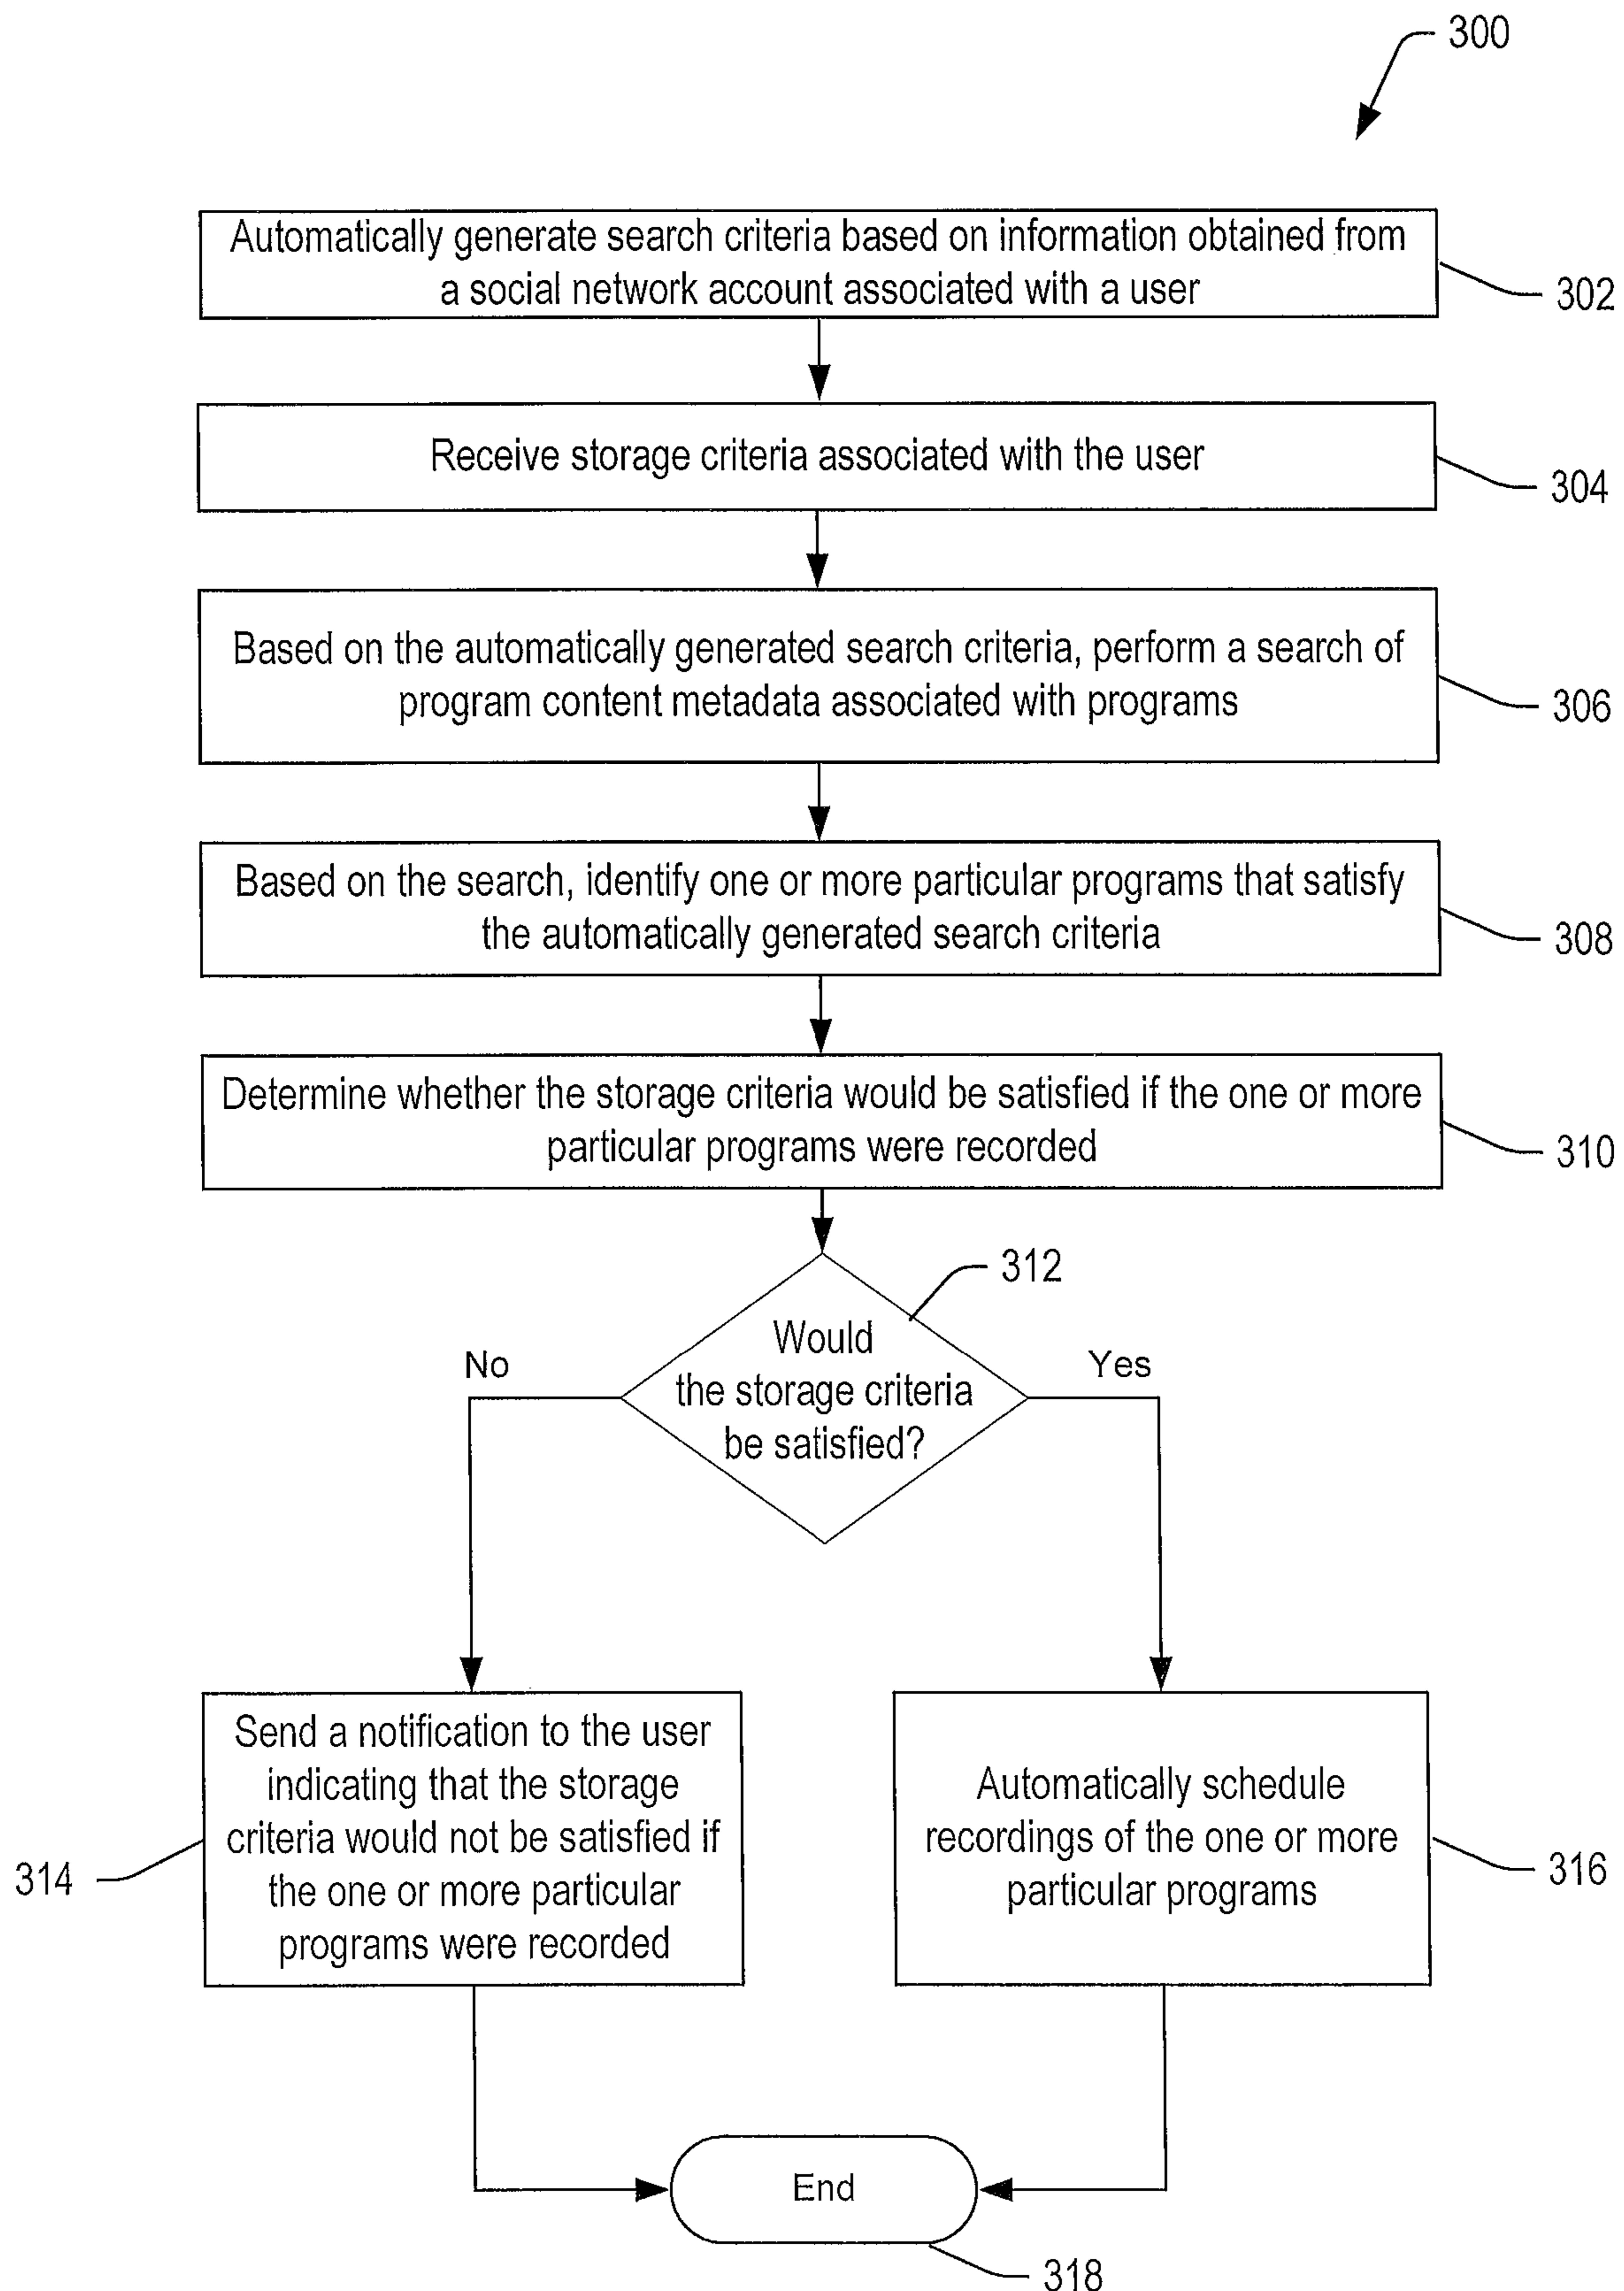 300
Automatically generate search criteria based on information obtained from
a social network account associated with a user
302
Receive storage criteria associated with the user
304
Based on the automatically generated search criteria, perform a search of
program content metadata associated with programs
306
Based on the search, identify one or more particular programs that satisfy
the automatically generated search criteria
308
Determine whether the storage criteria would be satisfied if the one or more
particular programs were recorded
310
312
Would
the storage criteria
be satisfied?
No
Yes
Send a notification to the user
indicating that the storage
criteria would not be satisfied if
the one or more particular
programs were recorded
314
Automatically schedule
recordings of the one or more
particular programs
316
End
318